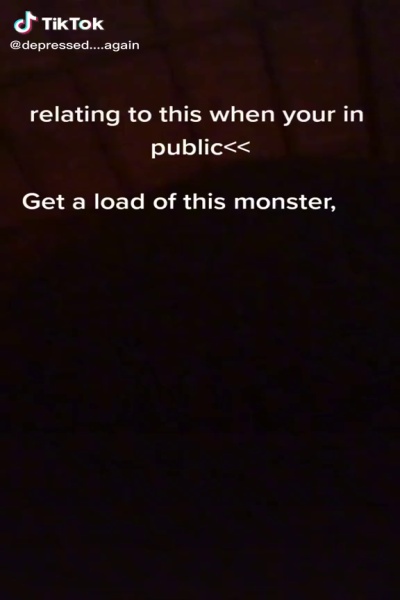 TikTok
@depressed....again
relating to this when your in
public<<
Get a load of this monster,